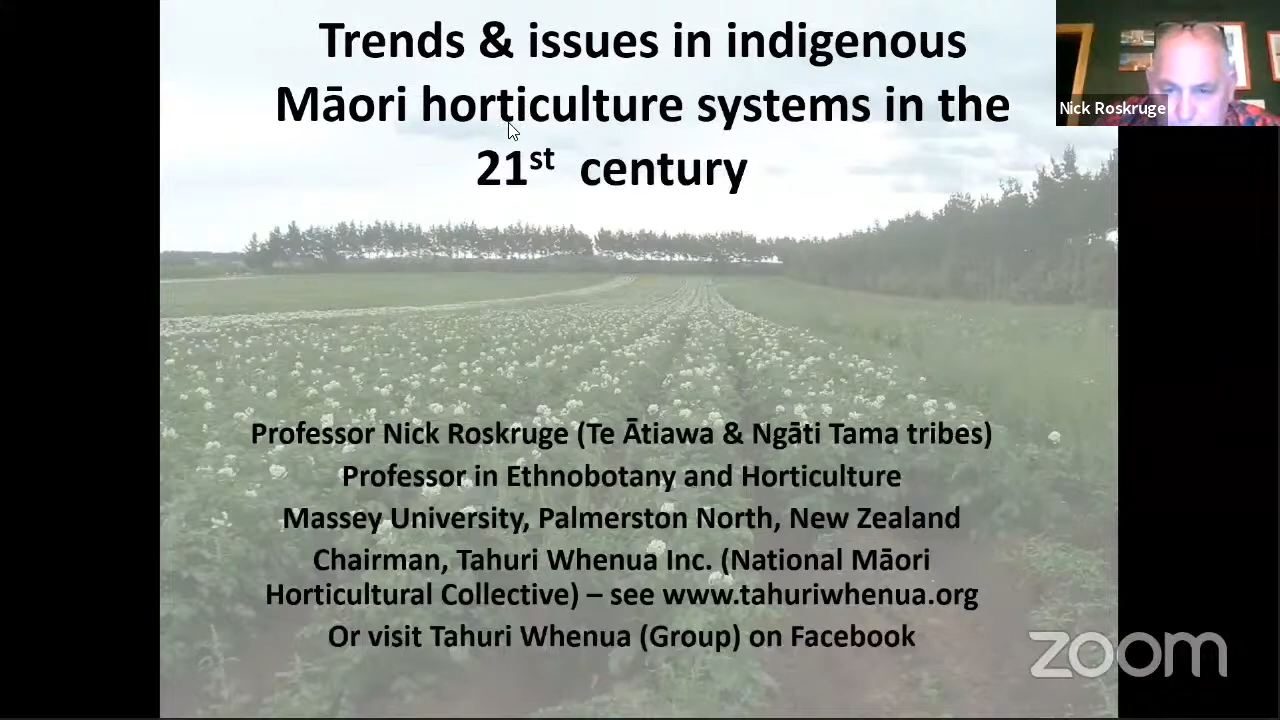 Trends & issues in indigenous
Māori horticulture systems in the
21st century
Nick Roskruge
Professor Nick Roskruge (Te Ātiawa & Ngāti Tama tribes)
Professor in Ethnobotany and Horticulture
Massey University, Palmerston North, New Zealand
Chairman, Tahuri Whenua Inc. (National Māori
Horticultural Collective) – see www.tahuriwhenua.org
Or visit Tahuri Whenua (Group) on Facebook
zoom